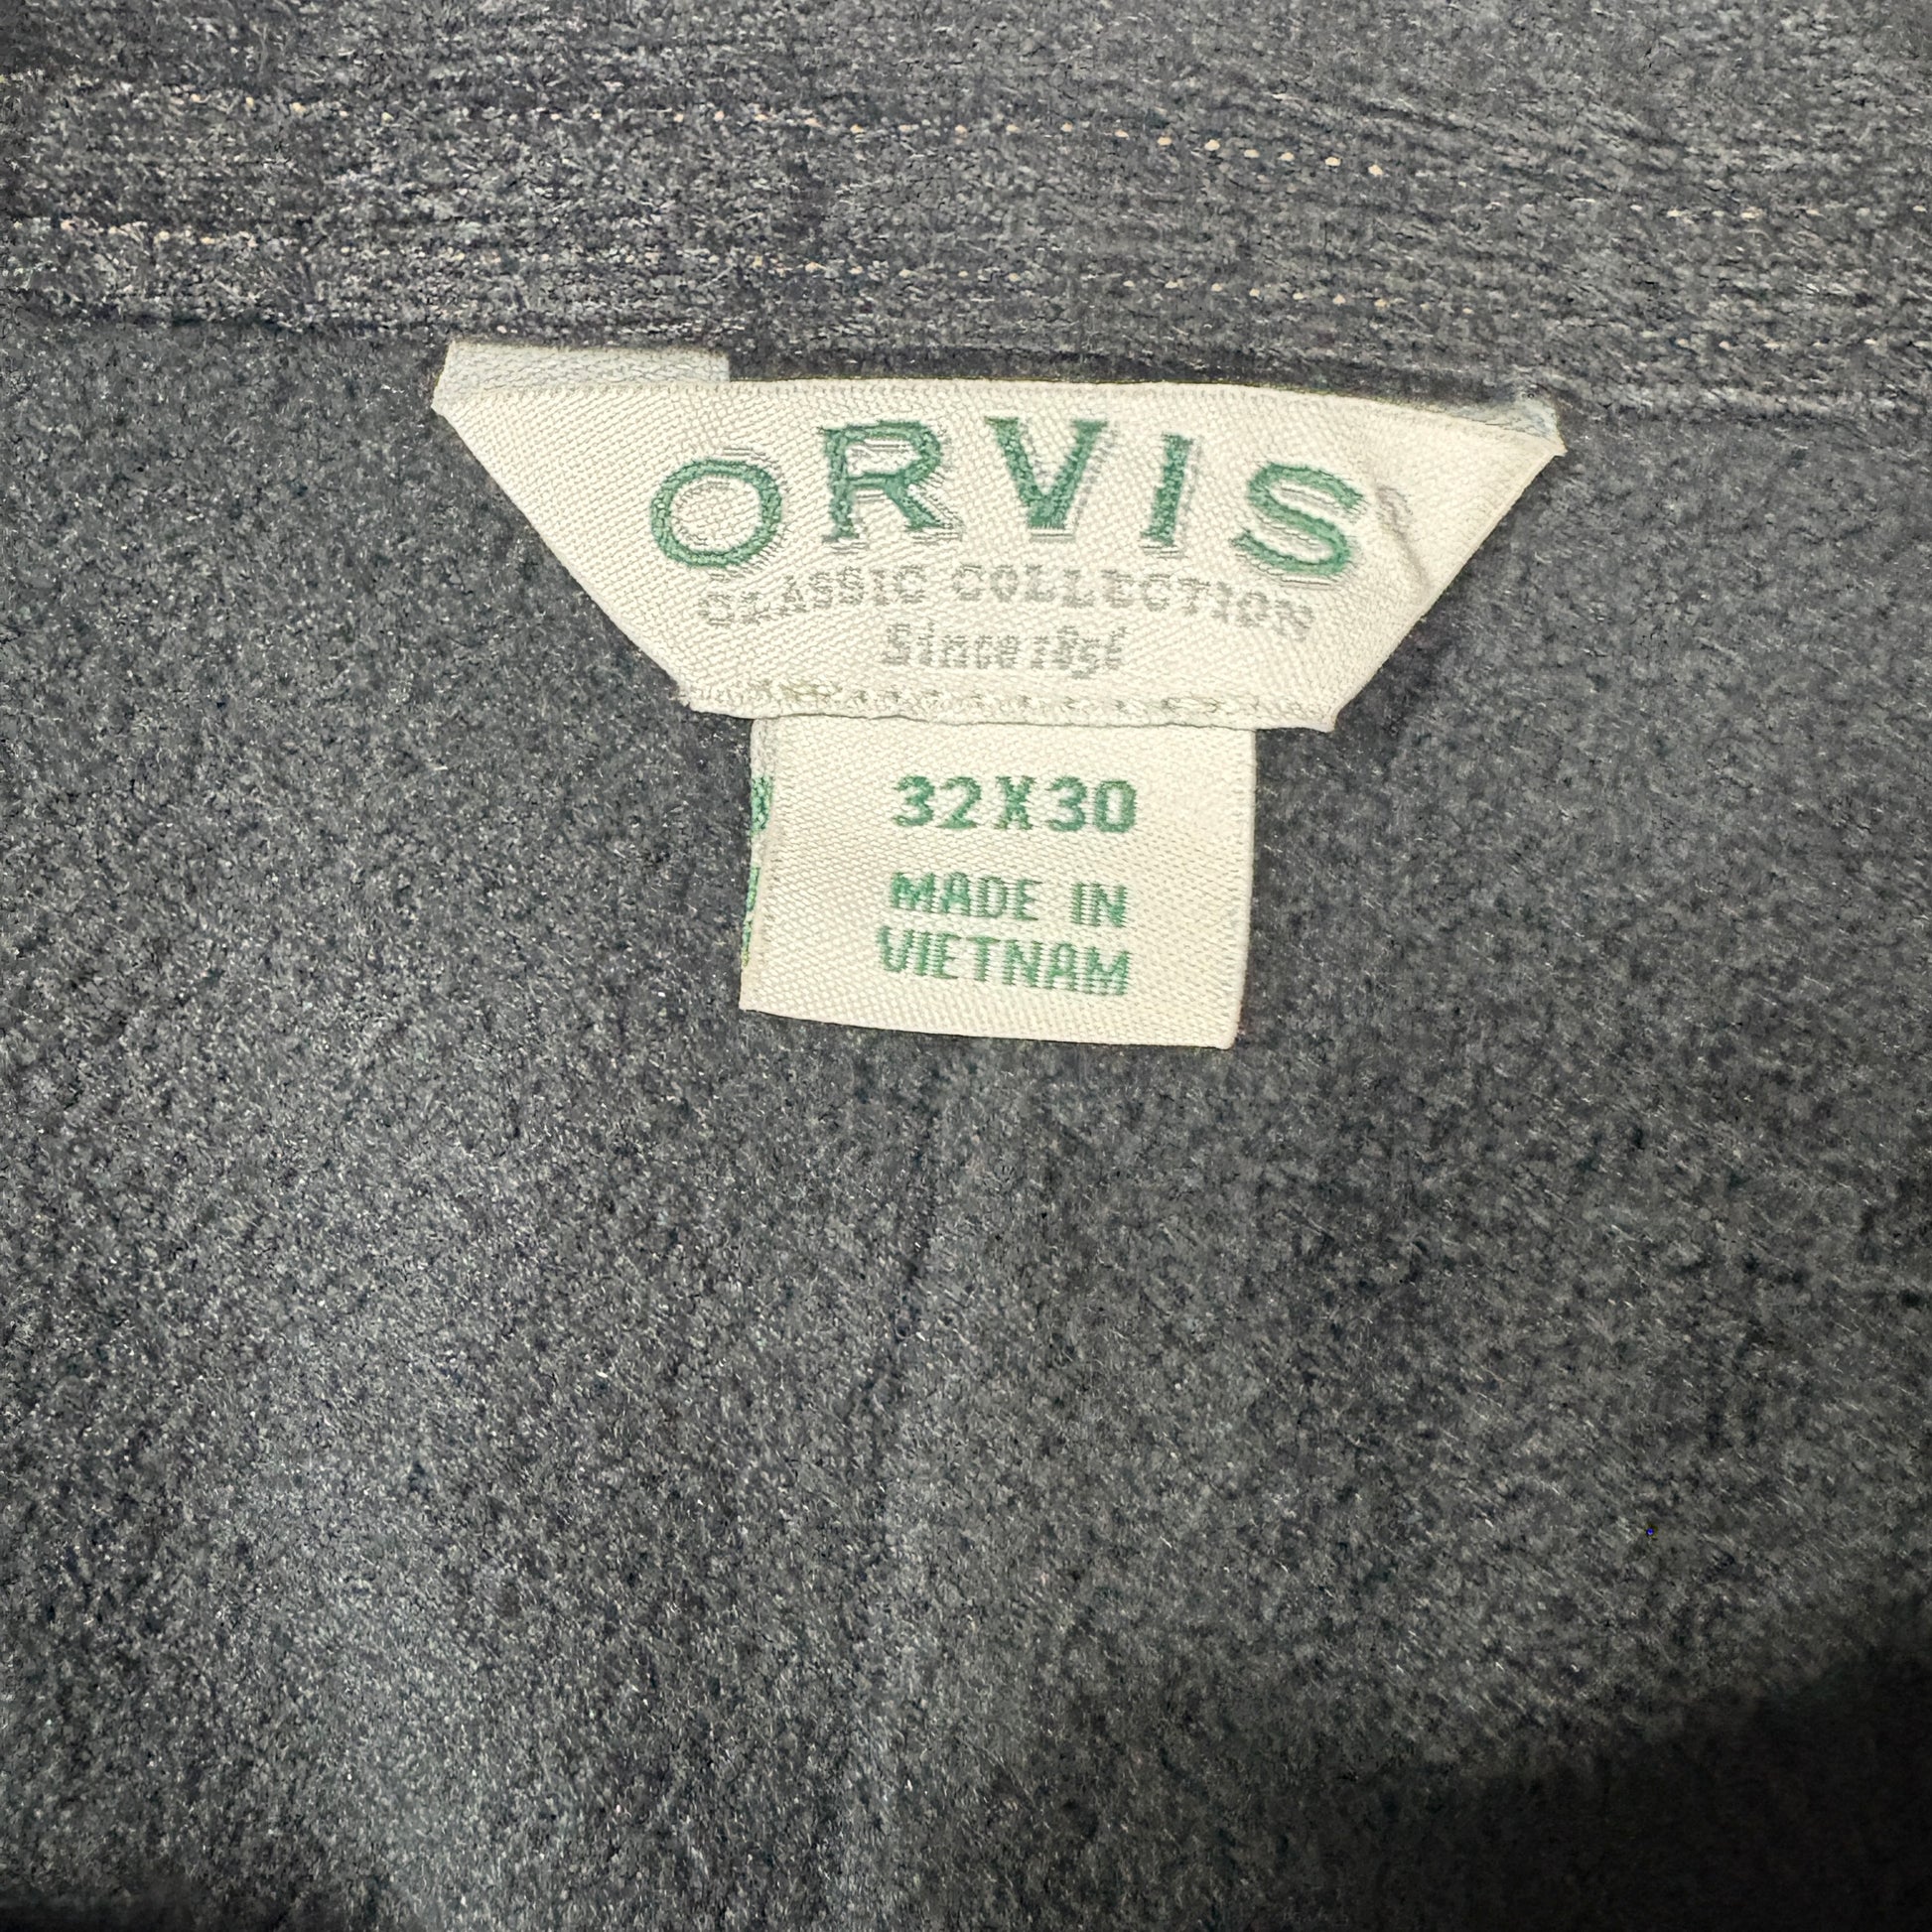 ORVIS
CLASSIC COLLECTION
Since 1856
32X30
MADE IN
VIETNAM